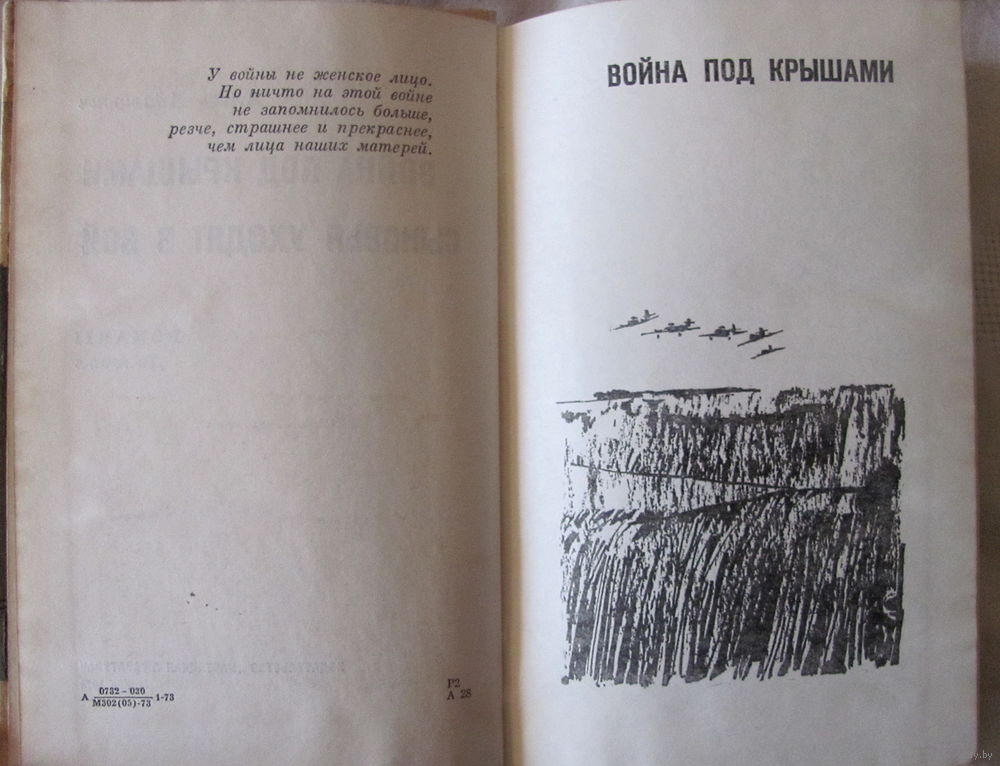 У войны не женское лицо.
Но ничто на этой войне
не запомнилось больше,
резче, страшнее и прекраснее,
чем лица наших матерей.
А 0732-030 1-73
М302(05)-73
Р2
А 28
ВОЙНА ПОД КРЫШАМИ